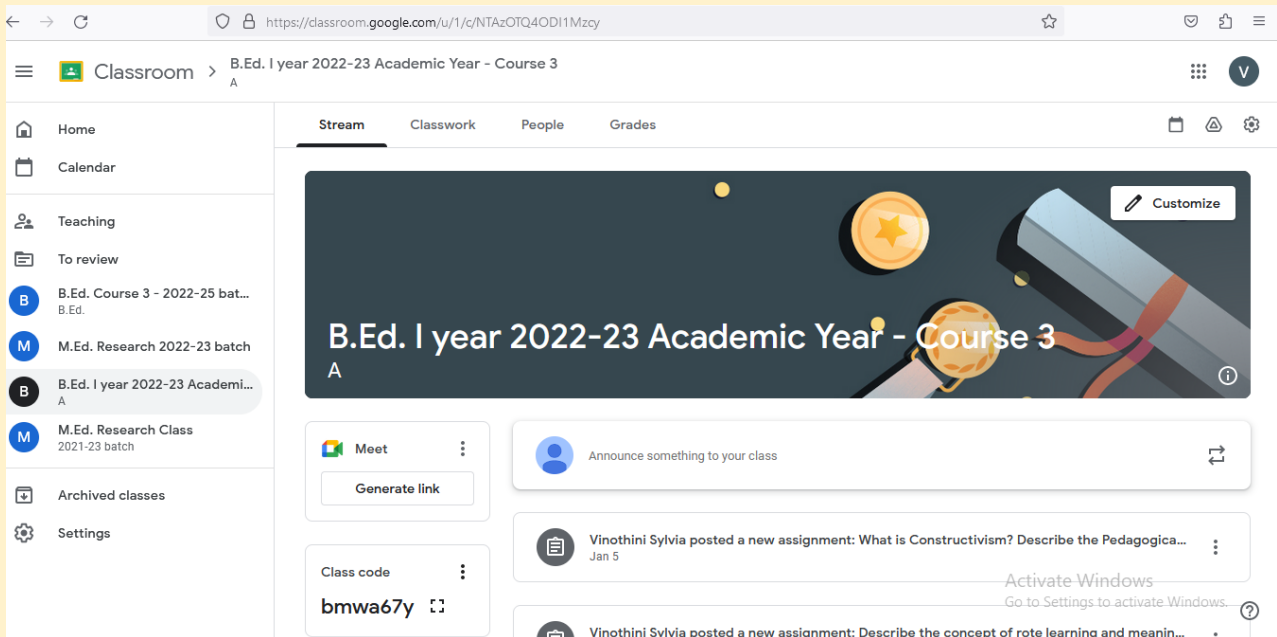 https://classroom.google.com/u/1/c/NTAzOTQ4ODI1Mzcy
Classroom
B.Ed. I year 2022-23 Academic Year - Course 3
A
V
Home
Calendar
Teaching
To review
B
B.Ed. Course 3 - 2022-25 bat...
B.Ed.
M
M.Ed. Research 2022-23 batch
B
B.Ed. I year 2022-23 Academi...
A
M
M.Ed. Research Class
2021-23 batch
Archived classes
Settings
Stream Classwork People Grades
Customize
B.Ed. I year 2022-23 Academic Year - Course 3
A
Meet
Generate link
Class code
bmwa67y
Announce something to your class
Vinothini Sylvia posted a new assignment: What is Constructivism? Describe the Pedagogica...
Jan 5
Vinothini Sylvia posted a new assignment: Describe the concept of rote learning and meanin...
Activate Windows
Go to Settings to activate Windows.